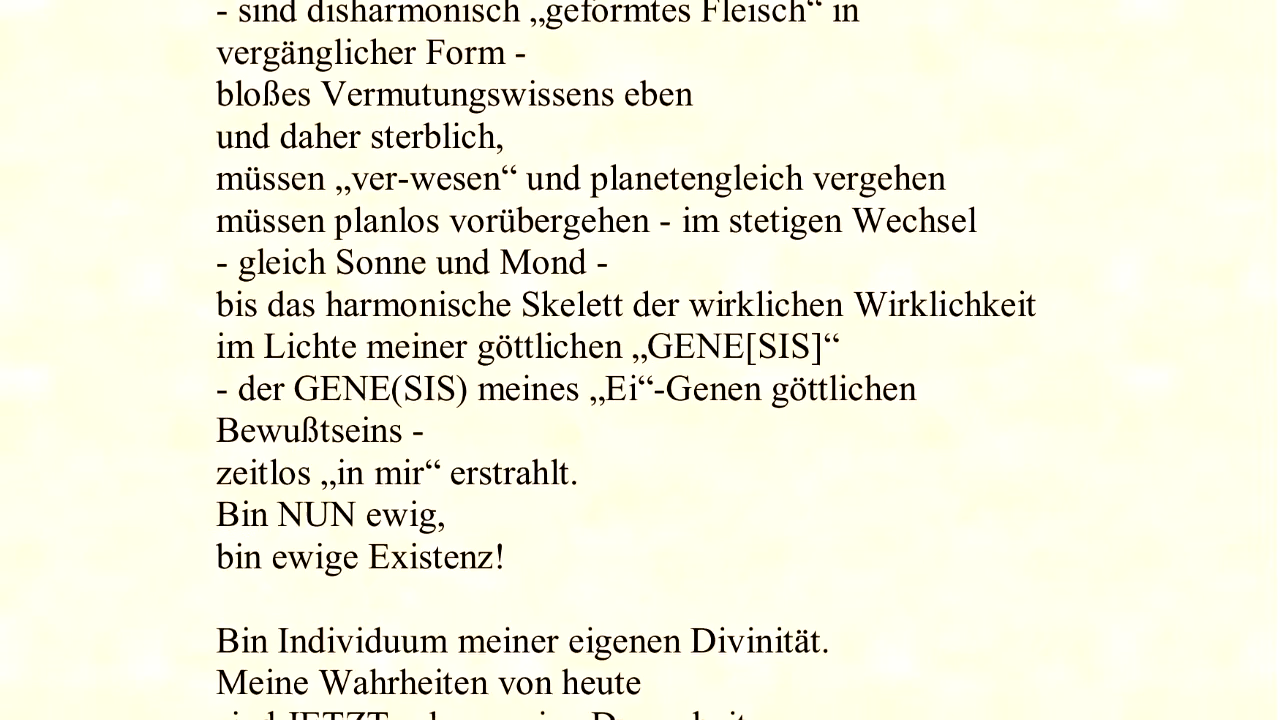 - sind disharmonisch „geformtes Fleisch“ in
vergänglicher Form -
bloßes Vermutungswissens eben
und daher sterblich,
müssen „ver-wesen“ und planetengleich vergehen
müssen planlos vorübergehen - im stetigen Wechsel
- gleich Sonne und Mond -
bis das harmonische Skelett der wirklichen Wirklichkeit
im Lichte meiner göttlichen „GENE[SIS]“
- der GENE(SIS) meines „Ei“-Genen göttlichen
Bewußtseins -
zeitlos „in mir“ erstrahlt.
Bin NUN ewig,
bin ewige Existenz!
Bin Individuum meiner eigenen Divinität.
Meine Wahrheiten von heute
sind JETZT